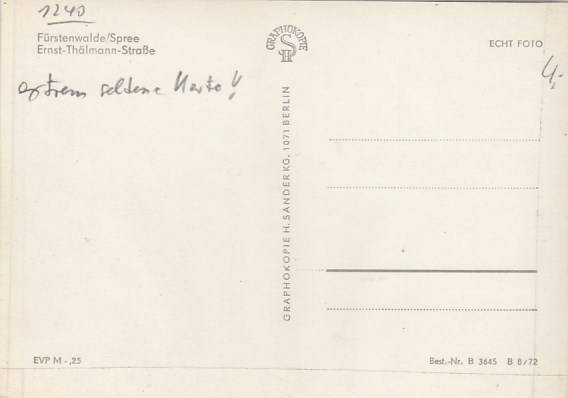 1240
Fürstenwalde/Spree
Ernst-Thälmann-Straße
extrem seltene Karte!
GRAPHOKOPIE
HS
ECHT FOTO
4,-
GRAPHOKOPIE H. SANDER KG, 1071 BERLIN
EVP M -,25
Best.-Nr. B 3645 B 8/72